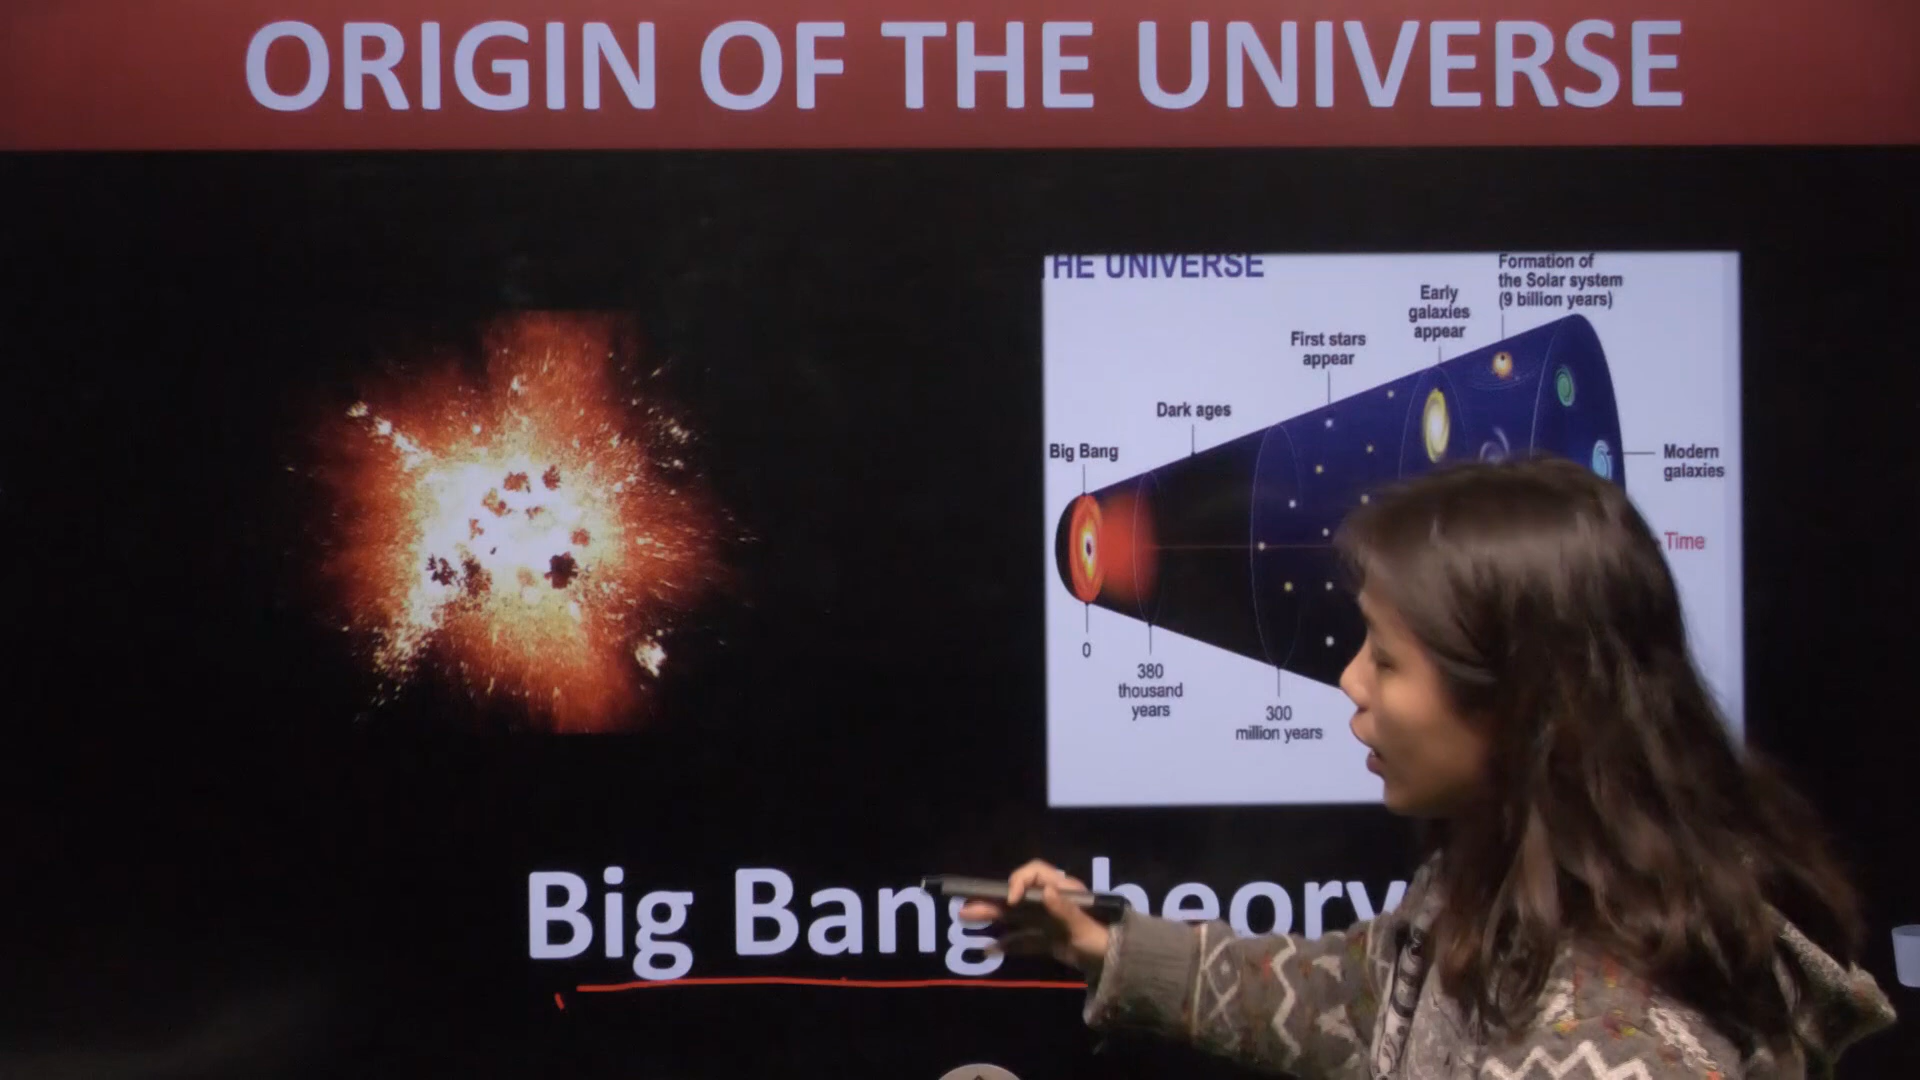 ORIGIN OF THE UNIVERSE
HE UNIVERSE
Formation of
the Solar system
(9 billion years)
Early
galaxies
appear
First stars
appear
Dark ages
Big Bang
Modern
galaxies
Time
0
380
thousand
years
300
million years
Big Bang